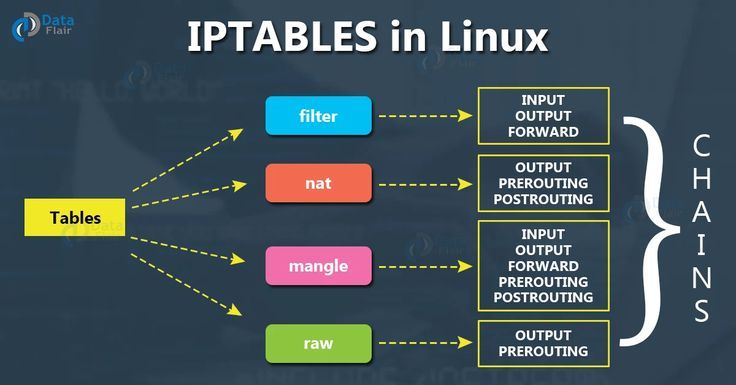 Data
Flair
IPTABLES in Linux
Tables
filter
INPUT
OUTPUT
FORWARD
nat
OUTPUT
PREROUTING
POSTROUTING
mangle
INPUT
OUTPUT
FORWARD
PREROUTING
POSTROUTING
raw
OUTPUT
PREROUTING
CHAINS